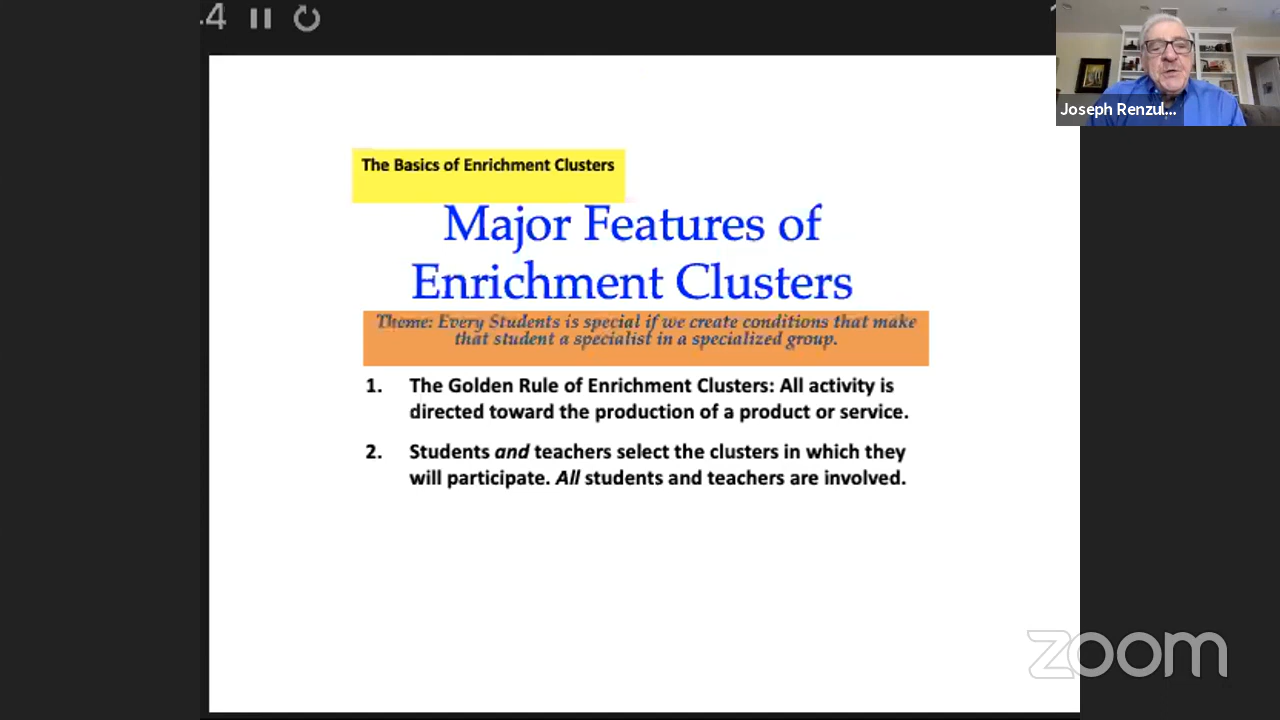 Joseph Renzul...
The Basics of Enrichment Clusters
Major Features of
Enrichment Clusters
Theme: Every Students is special if we create conditions that make
that student a specialist in a specialized group.
1. The Golden Rule of Enrichment Clusters: All activity is
directed toward the production of a product or service.
2. Students and teachers select the clusters in which they
will participate. All students and teachers are involved.
zoom